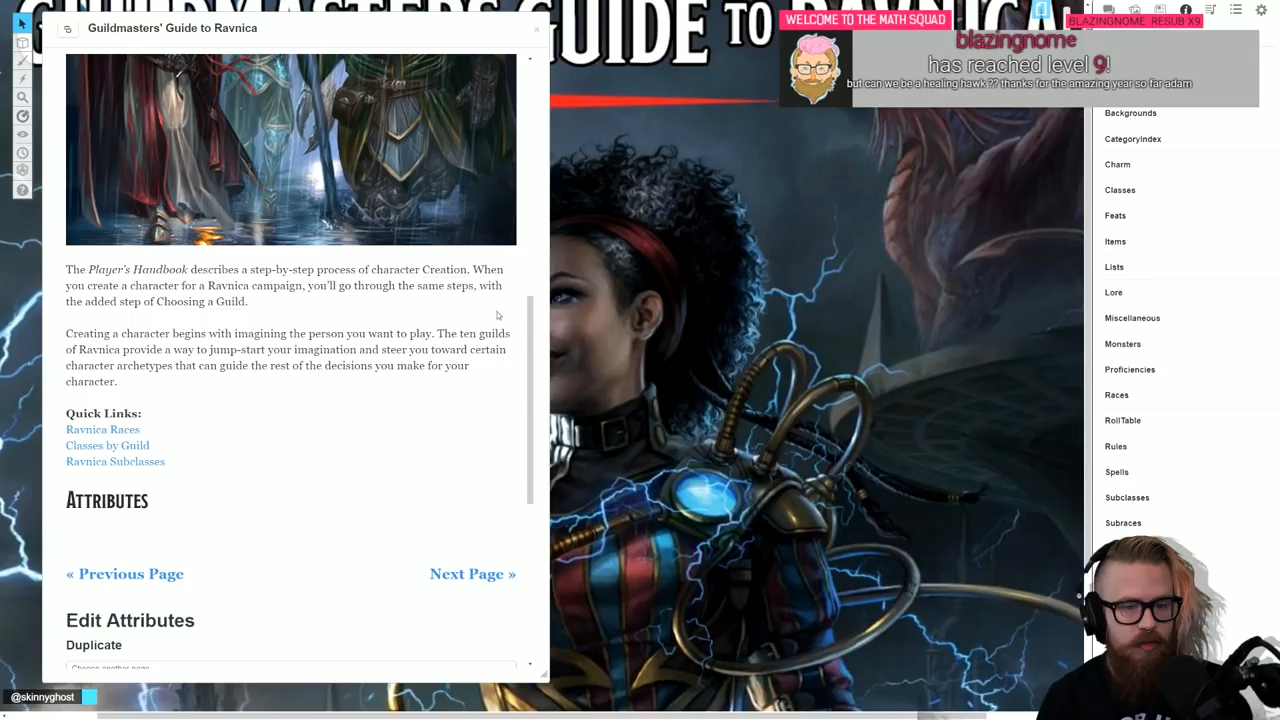 GUILDMASTERS' GUIDE TO RAVNICA
Guildmasters' Guide to Ravnica
WELCOME TO THE MATH SQUAD
BLAZINGNOME RESUB X9
blazingnome
has reached level 9!
but can we be a healing hawk ?? thanks for the amazing year so far adam
The Player's Handbook describes a step-by-step process of character Creation. When
you create a character for a Ravnica campaign, you'll go through the same steps, with
the added step of Choosing a Guild.
Creating a character begins with imagining the person you want to play. The ten guilds
of Ravnica provide a way to jump-start your imagination and steer you toward certain
character archetypes that can guide the rest of the decisions you make for your
character.
Quick Links:
Ravnica Races
Classes by Guild
Ravnica Subclasses
ATTRIBUTES
« Previous Page
Next Page »
Edit Attributes
Duplicate
Choose another page
Backgrounds
CategoryIndex
Charm
Classes
Feats
Items
Lists
Lore
Miscellaneous
Monsters
Proficiencies
Races
RollTable
Rules
Spells
Subclasses
Subraces
@skinnyghost